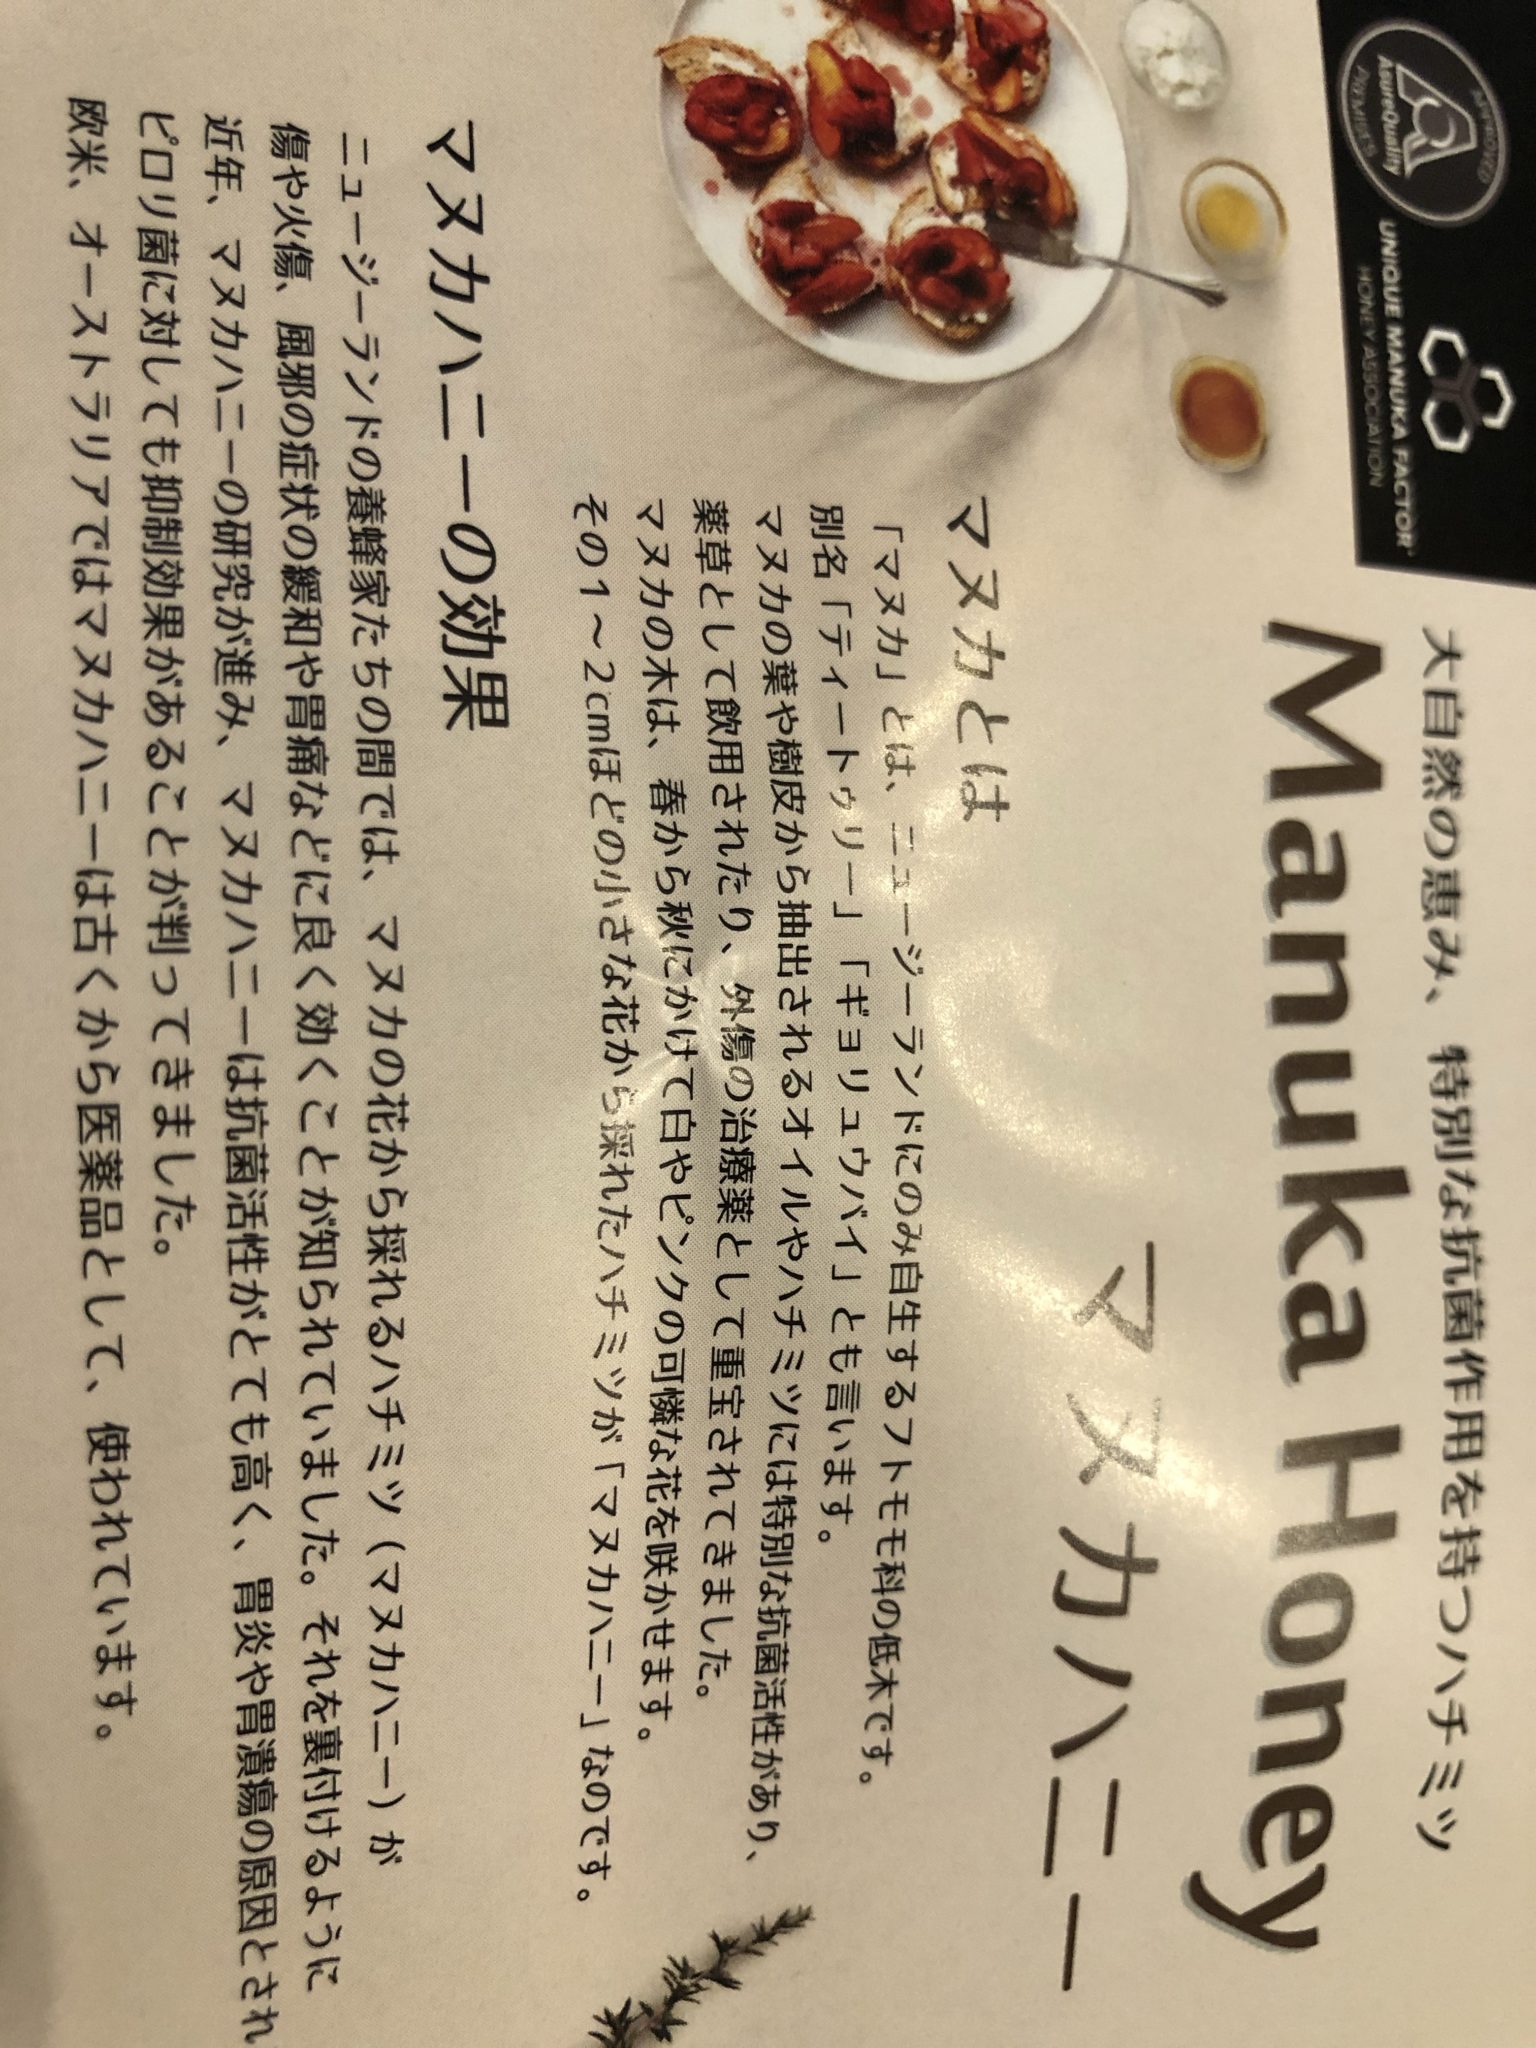 APPROVED
AsureQuality
PREMISES
UNIQUE MANUKA FACTOR
HONEY ASSOCIATION
大自然の恵み、特別な抗菌作用を持つハチミツ
Manuka Honey
マヌカハニー
マヌカとは
「マヌカ」とは、ニュージーランドにのみ自生するフトモモ科の低木です。
別名「ティートゥリー」「ギョリュウバイ」とも言います。
マヌカの葉や樹皮から抽出されるオイルやハチミツには特別な抗菌活性があり、
薬草として飲用されたり、外傷の治療薬として重宝されてきました。
マヌカの木は、春から秋にかけて白やピンクの可憐な花を咲かせます。
その1～2cmほどの小さな花から採れたハチミツが「マヌカハニー」なのです。
マヌカハニーの効果
ニュージーランドの養蜂家たちの間では、マヌカの花から採れるハチミツ（マヌカハニー）が
傷や火傷、風邪の症状の緩和や胃痛などに良く効くことが知られていました。それを裏付けるように
近年、マヌカハニーの研究が進み、マヌカハニーは抗菌活性がとても高く、胃炎や胃潰瘍の原因とされ
ピロリ菌に対しても抑制効果があることが判ってきました。
欧米、オーストラリアではマヌカハニーは古くから医薬品として、使われています。